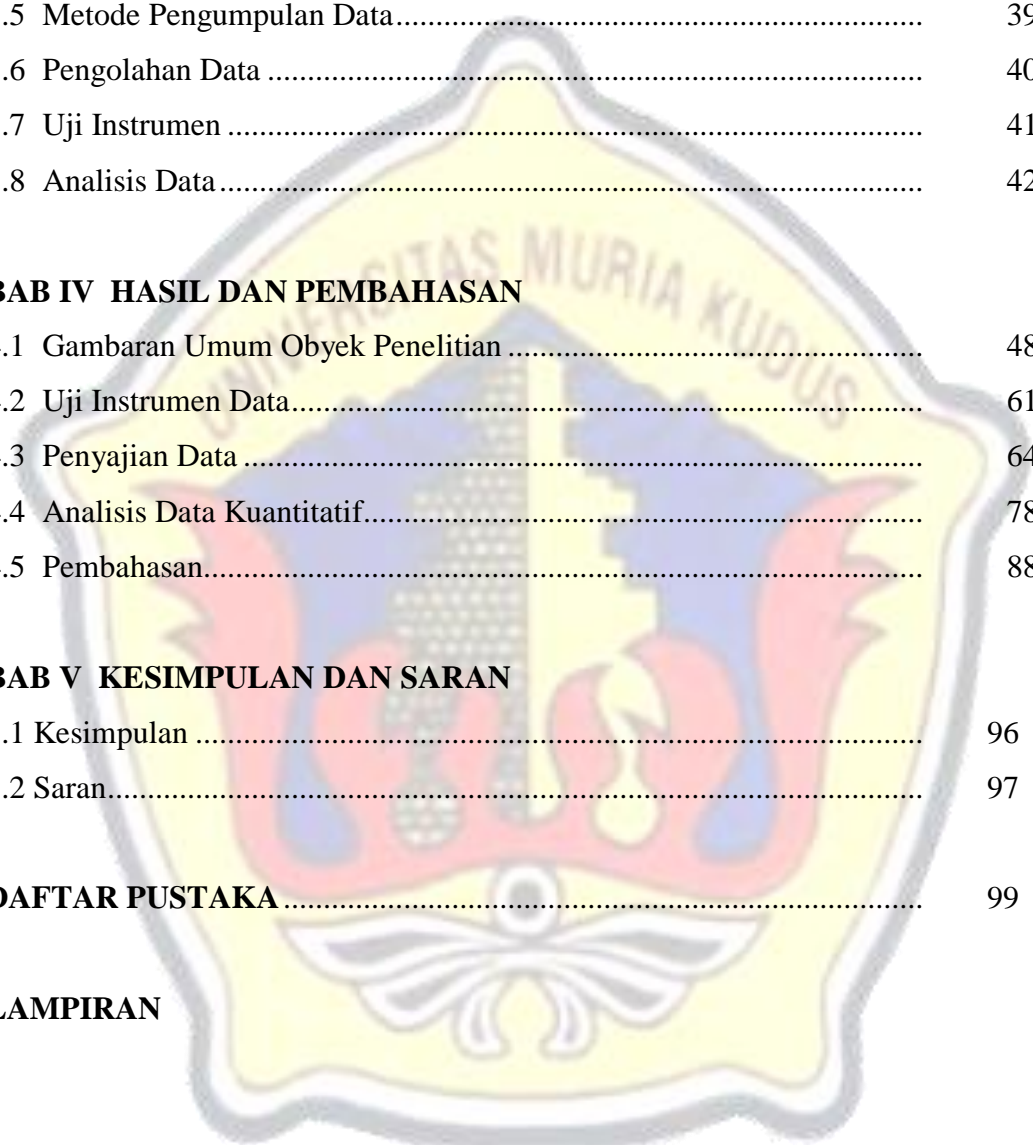 .5 Metode Pengumpulan Data.......... 39
.6 Pengolahan Data .......... 40
.7 Uji Instrumen .......... 41
.8 Analisis Data .......... 42
UNIVERSITAS MURIA KUDUS
BAB IV HASIL DAN PEMBAHASAN
.1 Gambaran Umum Obyek Penelitian .......... 48
.2 Uji Instrumen Data.......... 61
.3 Penyajian Data .......... 64
.4 Analisis Data Kuantitatif.......... 78
.5 Pembahasan.......... 88
BAB V KESIMPULAN DAN SARAN
.1 Kesimpulan .......... 96
.2 Saran.......... 97
DAFTAR PUSTAKA .......... 99
LAMPIRAN